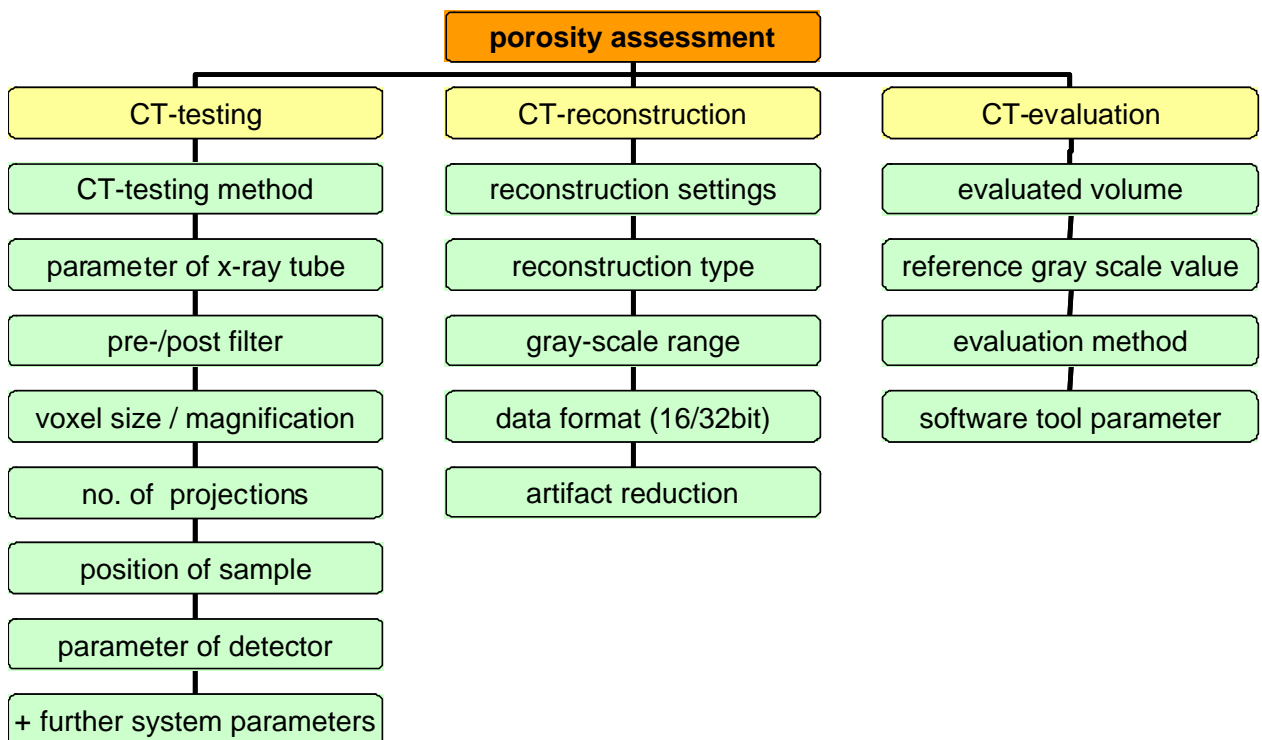 porosity assessment
CT-testing
CT-testing method
parameter of x-ray tube
pre-/post filter
voxel size / magnification
no. of projections
position of sample
parameter of detector
+ further system parameters
CT-reconstruction
reconstruction settings
reconstruction type
gray-scale range
data format (16/32bit)
artifact reduction
CT-evaluation
evaluated volume
reference gray scale value
evaluation method
software tool parameter